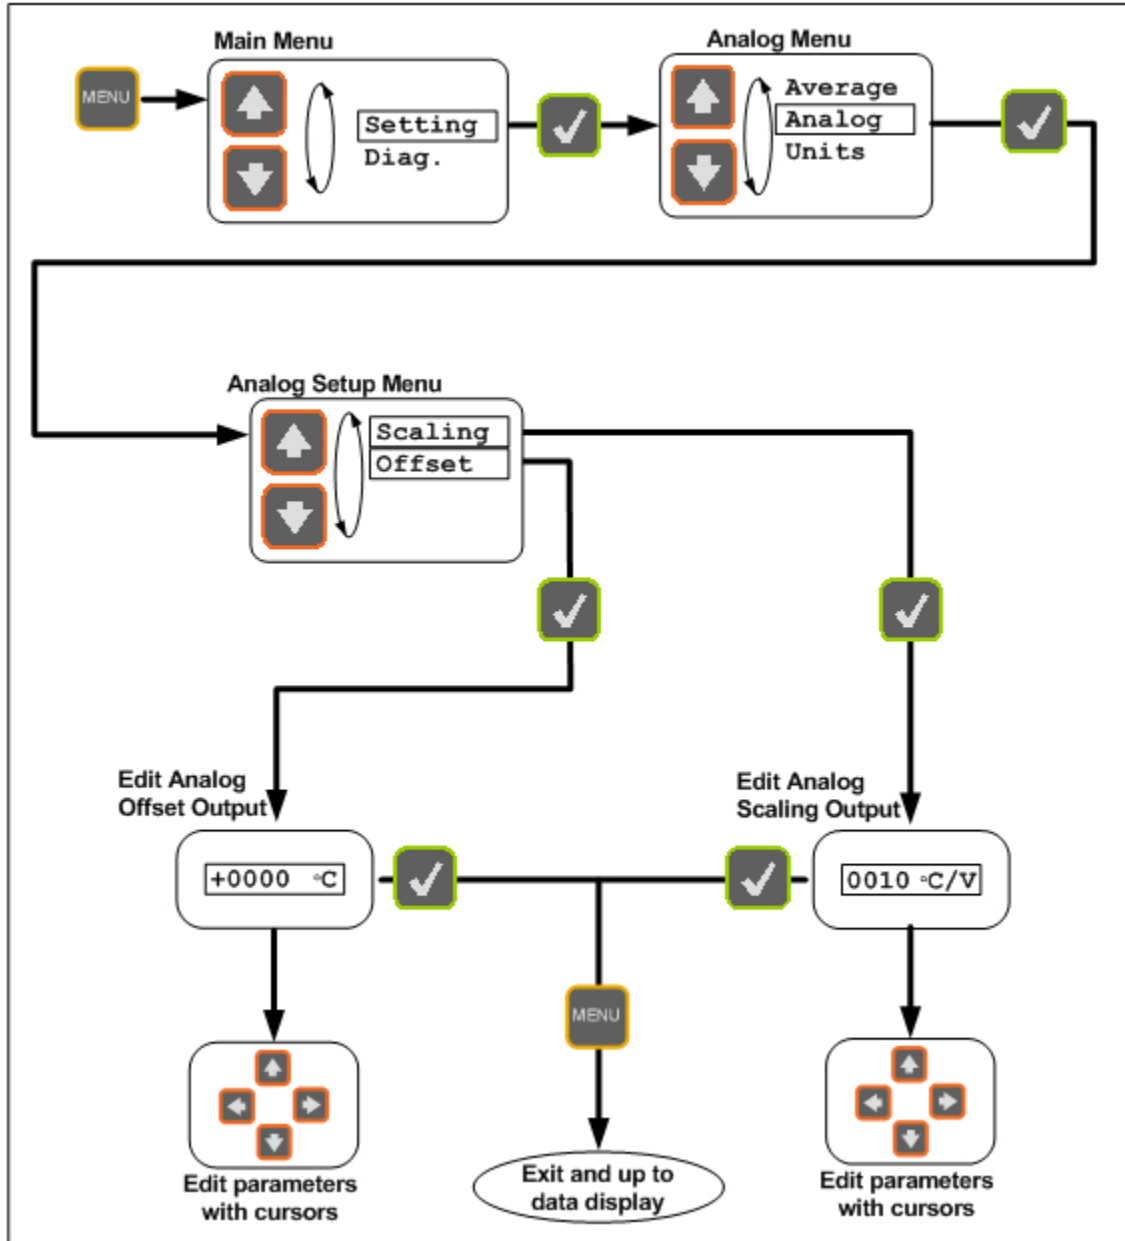 Main Menu
Analog Menu
MENU
Setting
Diag.
Average
Analog
Units
Analog Setup Menu
Scaling
Offset
Edit Analog
Offset Output
Edit Analog
Scaling Output
+0000 °C
0010 °C/V
MENU
Exit and up to
data display
Edit parameters
with cursors
Edit parameters
with cursors